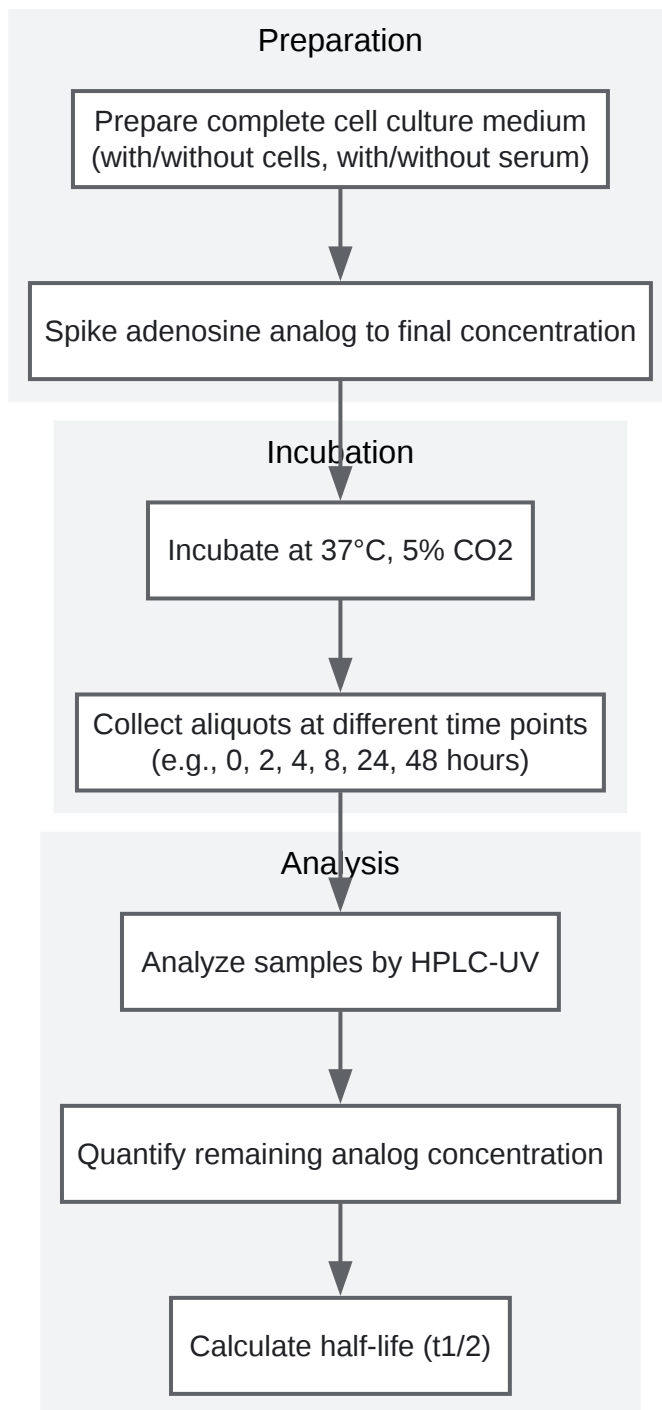 Preparation
Prepare complete cell culture medium
(with/without cells, with/without serum)
Spike adenosine analog to final concentration
Incubation
Incubate at 37°C, 5% CO2
Collect aliquots at different time points
(e.g., 0, 2, 4, 8, 24, 48 hours)
Analysis
Analyze samples by HPLC-UV
Quantify remaining analog concentration
Calculate half-life (t1/2)